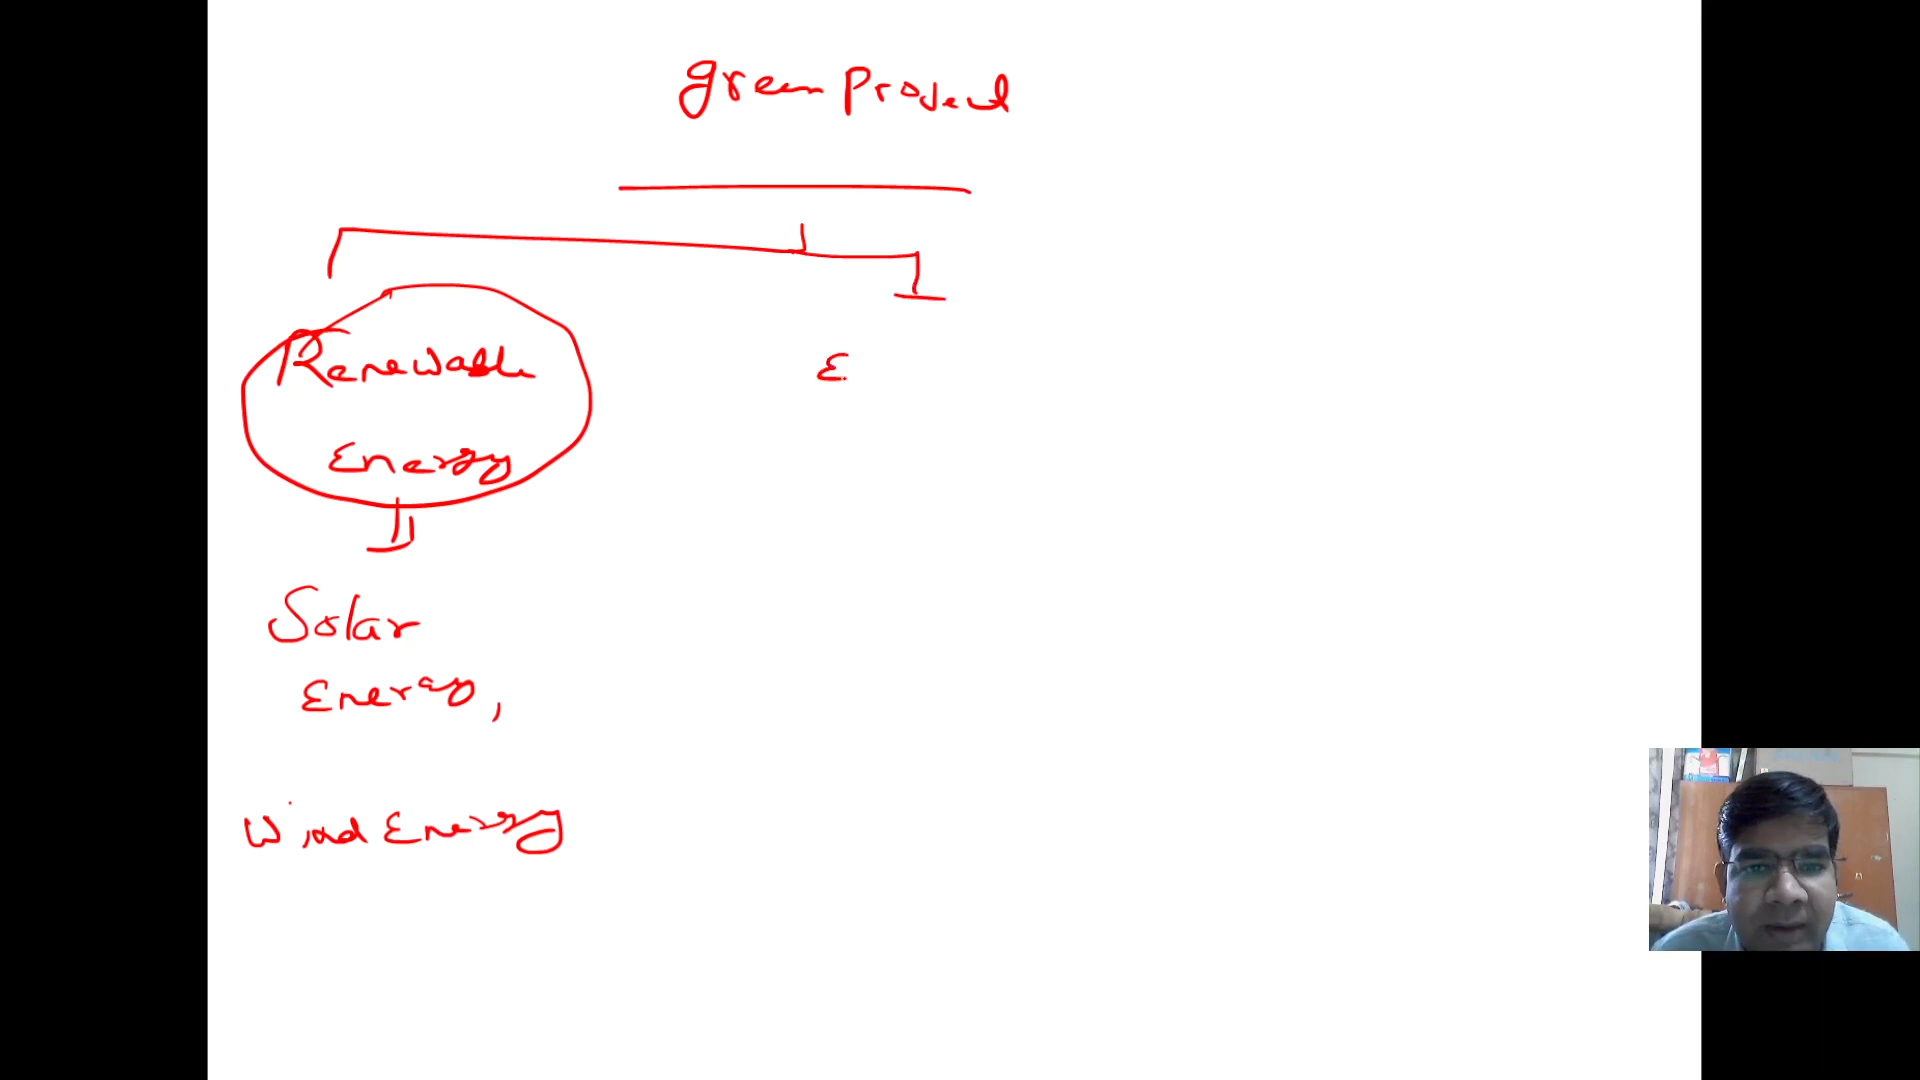 Green Project
Renewable
Energy
E
Solar
Energy,
Wind Energy